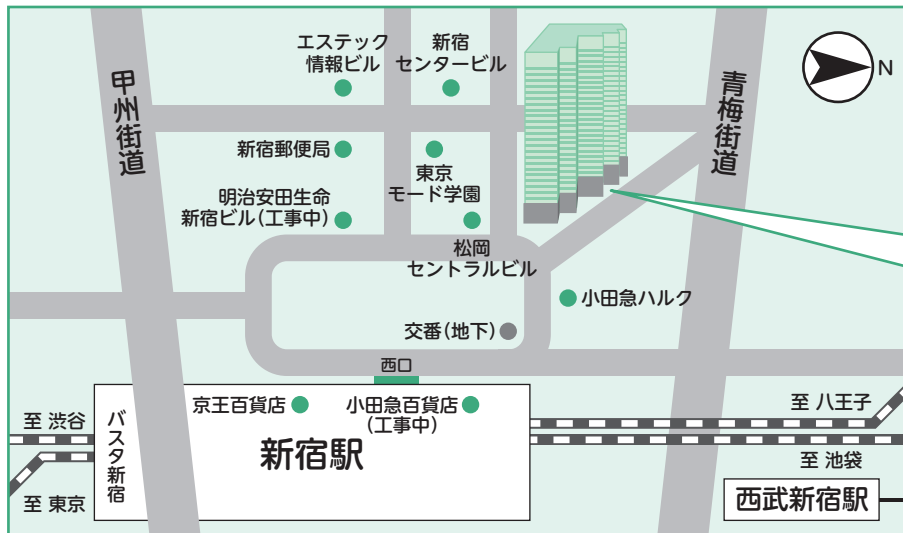 エステック
情報ビル
新宿
センタービル
N
甲州街道
青梅街道
新宿郵便局
東京
モード学園
明治安田生命
新宿ビル(工事中)
松岡
セントラルビル
小田急ハルク
交番(地下)
西口
京王百貨店
小田急百貨店
(工事中)
至 渋谷
バスタ新宿
新宿駅
至 東京
至 八王子
至 池袋
西武新宿駅